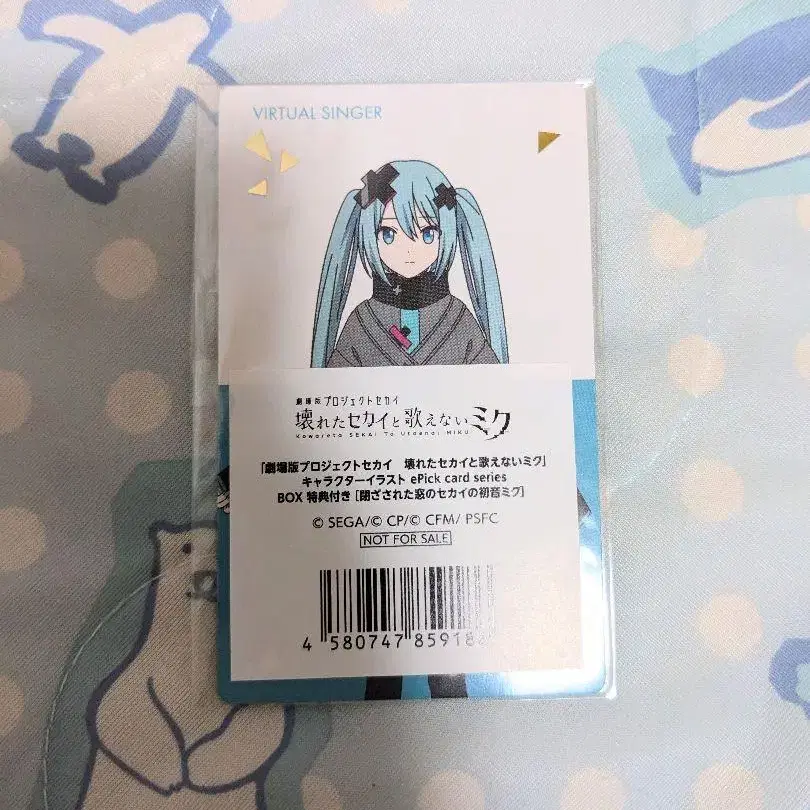 VIRTUAL SINGER
劇場版プロジェクトセカイ
壊れたセカイと歌えないミク
Kowareta SEKAI To Utaenai MIKU
「劇場版プロジェクトセカイ 壊れたセカイと歌えないミク」
キャラクターイラスト ePick card series
BOX 特典付き [閉ざされた窓のセカイの初音ミク]
© SEGA/© CP/© CFM/ PSFC
NOT FOR SALE
4 580747 85918